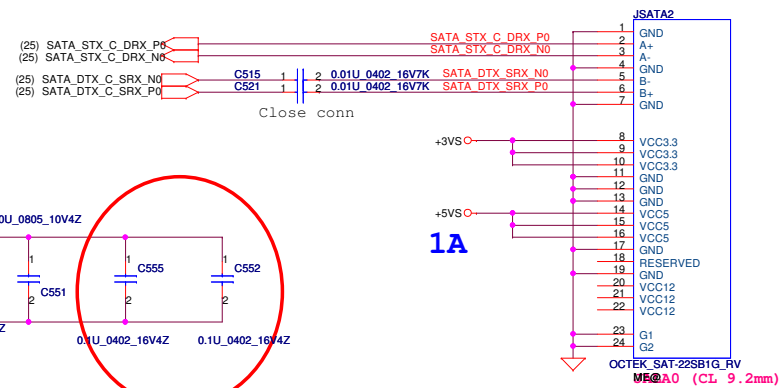 JSATA2
1 GND
(25) SATA_STX_C_DRX_P0 SATA_STX_C_DRX_P0 2 A+
(25) SATA_STX_C_DRX_N0 SATA_STX_C_DRX_N0 3 A-
4 GND
(25) SATA_DTX_C_SRX_N0 C515 1 2 0.01U_0402_16V7K SATA_DTX_SRX_N0 5 B-
(25) SATA_DTX_C_SRX_P0 C521 1 2 0.01U_0402_16V7K SATA_DTX_SRX_P0 6 B+
7 GND
Close conn
+3VS 8 VCC3.3
9 VCC3.3
10 VCC3.3
11 GND
12 GND
13 GND
+5VS 14 VCC5
15 VCC5
16 VCC5
1A
17 GND
18 RESERVED
19 GND
20 VCC12
21 VCC12
22 VCC12
23 G1
24 G2
OCTEK_SAT-22SB1G_RV
(CL 9.2mm)
0U_0805_10V4Z
1 1 1
C551 C555 C552
2 2 2
Z 0.1U_0402_16V4Z 0.1U_0402_16V4Z